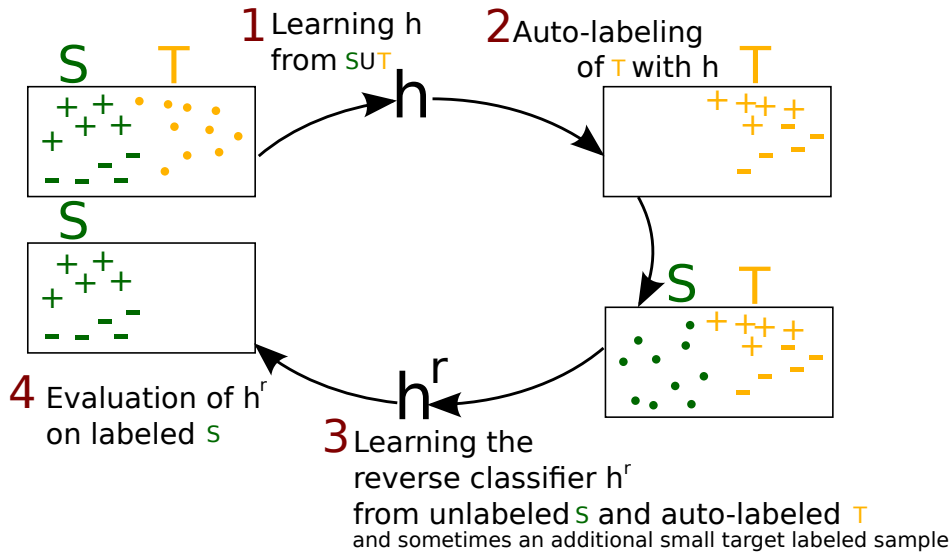 S T
1 Learning h
from SUT
h
2 Auto-labeling
of T with h
T
S T
h^r
3 Learning the
reverse classifier h^r
from unlabeled S and auto-labeled T
and sometimes an additional small target labeled sample
S
4 Evaluation of h^r
on labeled S